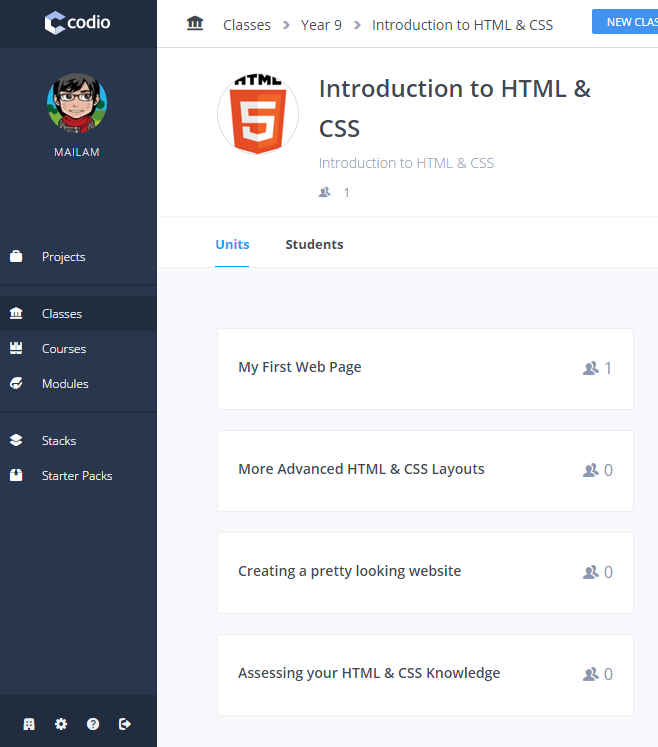 codio
MAILAM
Projects
Classes
Courses
Modules
Stacks
Starter Packs
Classes > Year 9 > Introduction to HTML & CSS
NEW CLAS
HTML
5
Introduction to HTML &
CSS
Introduction to HTML & CSS
1
Units Students
My First Web Page 1
More Advanced HTML & CSS Layouts 0
Creating a pretty looking website 0
Assessing your HTML & CSS Knowledge 0